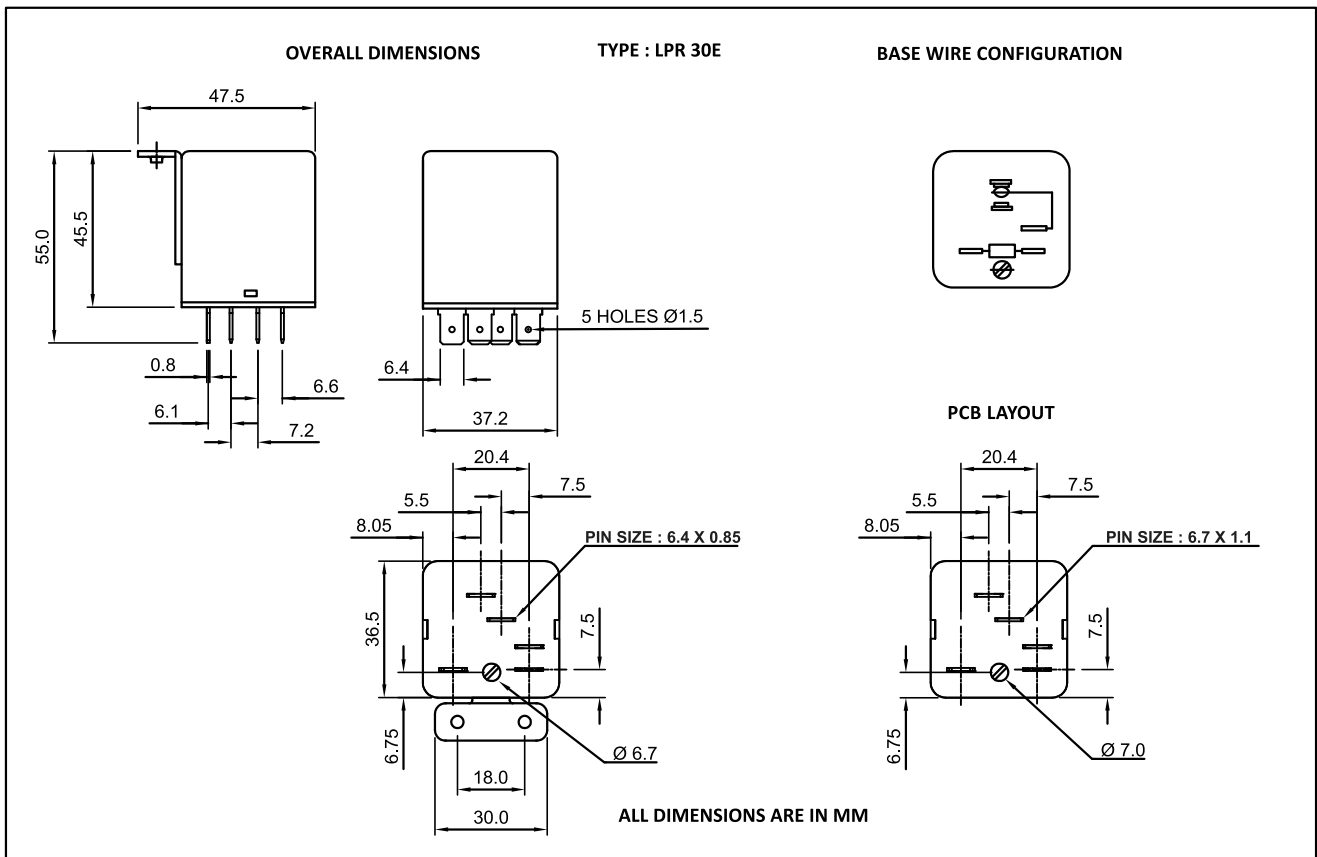 OVERALL DIMENSIONS
TYPE : LPR 30E
BASE WIRE CONFIGURATION
47.5
55.0
45.5
5 HOLES Ø1.5
0.8
6.6
6.1
7.2
6.4
37.2
PCB LAYOUT
20.4
7.5
5.5
8.05
PIN SIZE : 6.4 X 0.85
36.5
7.5
6.75
Ø 6.7
18.0
30.0
20.4
7.5
5.5
8.05
PIN SIZE : 6.7 X 1.1
7.5
6.75
Ø 7.0
ALL DIMENSIONS ARE IN MM